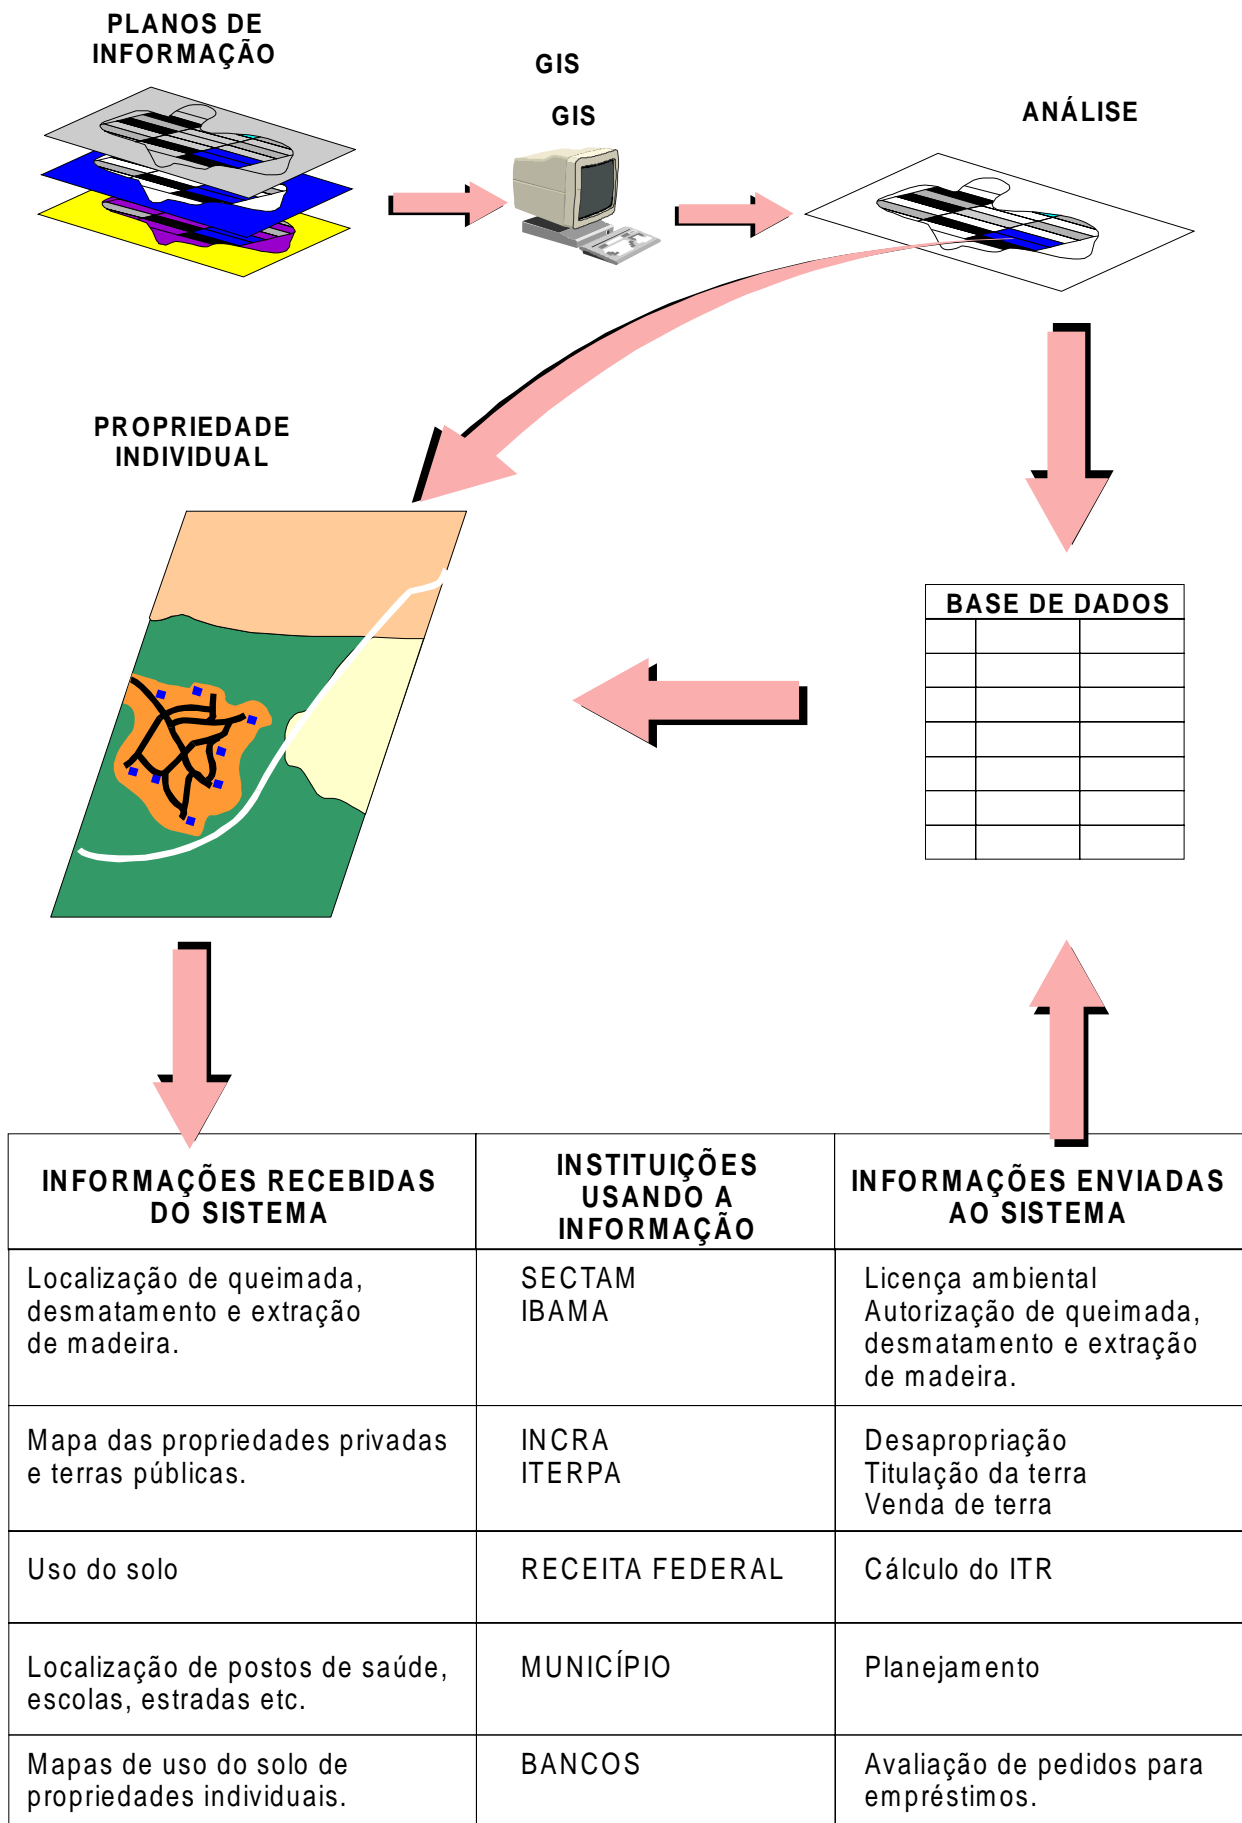 PLANOS DE
INFORMAÇÃO
GIS
GIS
ANÁLISE
PROPRIEDADE
INDIVIDUAL
BASE DE DADOS
INFORMAÇÕES RECEBIDAS
DO SISTEMA
INSTITUIÇÕES
USANDO A
INFORMAÇÃO
INFORMAÇÕES ENVIADAS
AO SISTEMA
Localização de queimada,
desmatamento e extração
de madeira.
SECTAM
IBAMA
Licença ambiental
Autorização de queimada,
desmatamento e extração
de madeira.
Mapa das propriedades privadas
e terras públicas.
INCRA
ITERPA
Desapropriação
Titulação da terra
Venda de terra
Uso do solo
RECEITA FEDERAL
Cálculo do ITR
Localização de postos de saúde,
escolas, estradas etc.
MUNICÍPIO
Planejamento
Mapas de uso do solo de
propriedades individuais.
BANCOS
Avaliação de pedidos para
empréstimos.